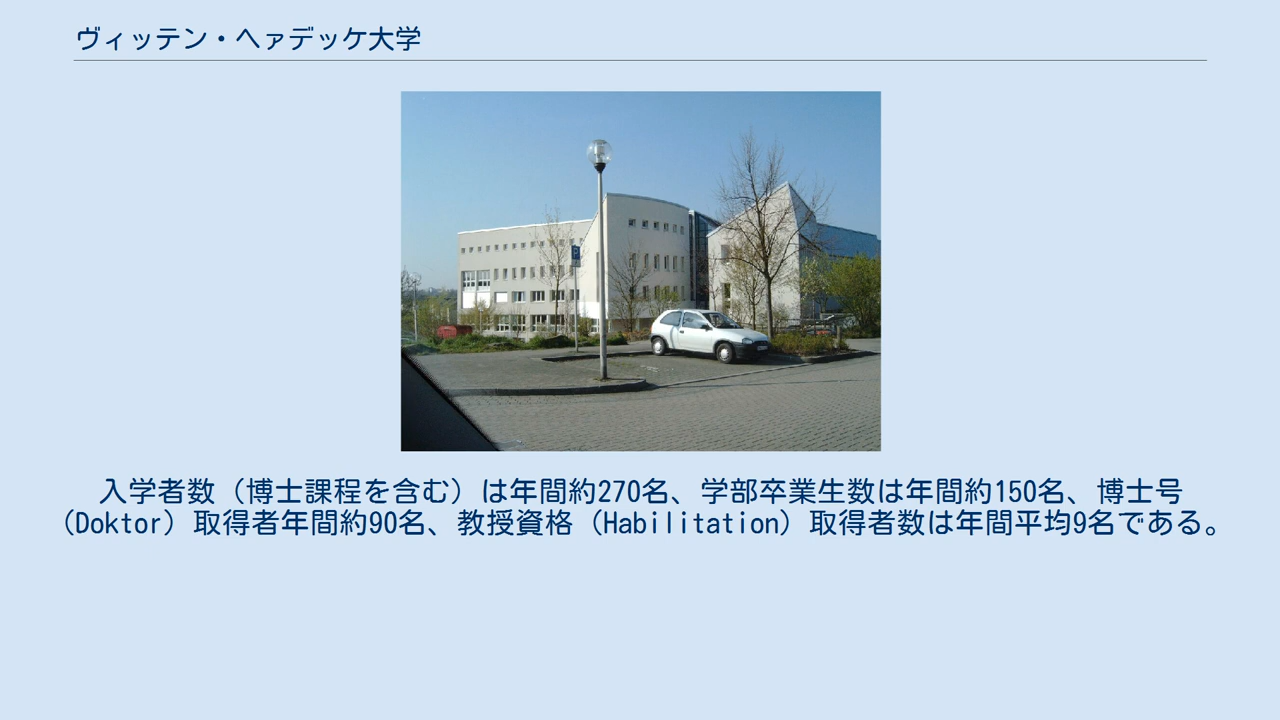 ヴィッテン・ヘァデッケ大学
P
入学者数（博士課程を含む）は年間約270名、学部卒業生数は年間約150名、博士号
（Doktor）取得者年間約90名、教授資格（Habilitation）取得者数は年間平均9名である。